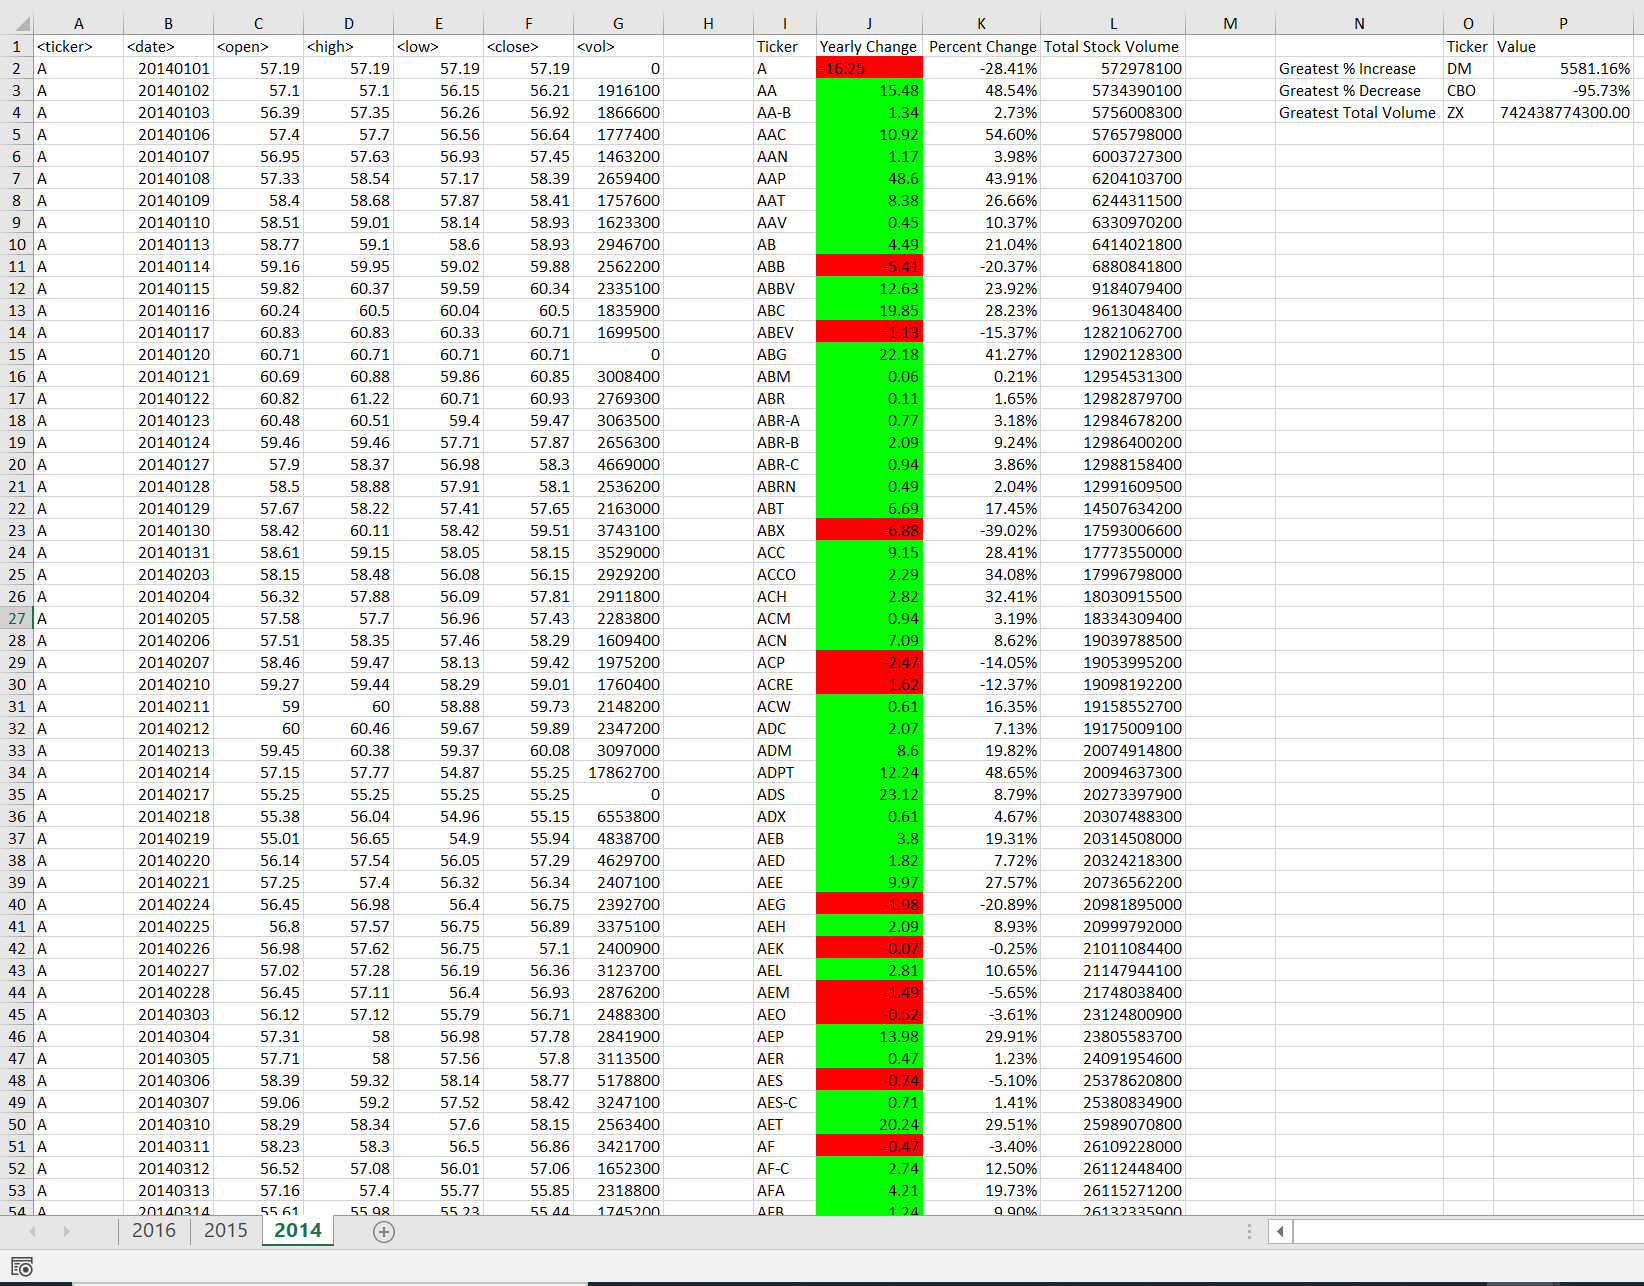 A B C D E F G H I J K L M N O P
1 <ticker> <date> <open> <high> <low> <close> <vol> Ticker Yearly Change Percent Change Total Stock Volume Ticker Value
2 A 20140101 57.19 57.19 57.19 57.19 0 A -16.25 -28.41% 572978100 Greatest % Increase DM 5581.16%
3 A 20140102 57.1 57.1 56.15 56.21 1916100 AA 15.48 48.54% 5734390100 Greatest % Decrease CBO -95.73%
4 A 20140103 56.39 57.35 56.26 56.92 1866600 AA-B 1.34 2.73% 5756008300 Greatest Total Volume ZX 742438774300.00
5 A 20140106 57.4 57.7 56.56 56.64 1777400 AAC 10.92 54.60% 5765798000
6 A 20140107 56.95 57.63 56.93 57.45 1463200 AAN 1.17 3.98% 6003727300
7 A 20140108 57.33 58.54 57.17 58.39 2659400 AAP 48.6 43.91% 6204103700
8 A 20140109 58.4 58.68 57.87 58.41 1757600 AAT 8.38 26.66% 6244311500
9 A 20140110 58.51 59.01 58.14 58.93 1623300 AAV 0.45 10.37% 6330970200
10 A 20140113 58.77 59.1 58.6 58.93 2946700 AB 4.49 21.04% 6414021800
11 A 20140114 59.16 59.95 59.02 59.88 2562200 ABB -5.41 -20.37% 6880841800
12 A 20140115 59.82 60.37 59.59 60.34 2335100 ABBV 12.63 23.92% 9184079400
13 A 20140116 60.24 60.5 60.04 60.5 1835900 ABC 19.85 28.23% 9613048400
14 A 20140117 60.83 60.83 60.33 60.71 1699500 ABEV -1.13 -15.37% 12821062700
15 A 20140120 60.71 60.71 60.71 60.71 0 ABG 22.18 41.27% 12902128300
16 A 20140121 60.69 60.88 59.86 60.85 3008400 ABM 0.06 0.21% 12954531300
17 A 20140122 60.82 61.22 60.71 60.93 2769300 ABR 0.11 1.65% 12982879700
18 A 20140123 60.48 60.51 59.4 59.47 3063500 ABR-A 0.77 3.18% 12984678200
19 A 20140124 59.46 59.46 57.71 57.87 2656300 ABR-B 2.09 9.24% 12986400200
20 A 20140127 57.9 58.37 56.98 58.3 4669000 ABR-C 0.94 3.86% 12988158400
21 A 20140128 58.5 58.88 57.91 58.1 2536200 ABRN 0.49 2.04% 12991609500
22 A 20140129 57.67 58.22 57.41 57.65 2163000 ABT 6.69 17.45% 14507634200
23 A 20140130 58.42 60.11 58.42 59.51 3743100 ABX -6.88 -39.02% 17593006600
24 A 20140131 58.61 59.15 58.05 58.15 3529000 ACC 9.15 28.41% 17773550000
25 A 20140203 58.15 58.48 56.08 56.15 2929200 ACCO 2.29 34.08% 17996798000
26 A 20140204 56.32 57.88 56.09 57.81 2911800 ACH 2.82 32.41% 18030915500
27 A 20140205 57.58 57.7 56.96 57.43 2283800 ACM 0.94 3.19% 18334309400
28 A 20140206 57.51 58.35 57.46 58.29 1609400 ACN 7.09 8.62% 19039788500
29 A 20140207 58.46 59.47 58.13 59.42 1975200 ACP -2.47 -14.05% 19053995200
30 A 20140210 59.27 59.44 58.29 59.01 1760400 ACRE -1.62 -12.37% 19098192200
31 A 20140211 59 60 58.88 59.73 2148200 ACW 0.61 16.35% 19158552700
32 A 20140212 60 60.46 59.67 59.89 2347200 ADC 2.07 7.13% 19175009100
33 A 20140213 59.45 60.38 59.37 60.08 3097000 ADM 8.6 19.82% 20074914800
34 A 20140214 57.15 57.77 54.87 55.25 17862700 ADPT 12.24 48.65% 20094637300
35 A 20140217 55.25 55.25 55.25 55.25 0 ADS 23.12 8.79% 20273397900
36 A 20140218 55.38 56.04 54.96 55.15 6553800 ADX 0.61 4.67% 20307488300
37 A 20140219 55.01 56.65 54.9 55.94 4838700 AEB 3.8 19.31% 20314508000
38 A 20140220 56.14 57.54 56.05 57.29 4629700 AED 1.82 7.72% 20324218300
39 A 20140221 57.25 57.4 56.32 56.34 2407100 AEE 9.97 27.57% 20736562200
40 A 20140224 56.45 56.98 56.4 56.75 2392700 AEG -1.98 -20.89% 20981895000
41 A 20140225 56.8 57.57 56.75 56.89 3375100 AEH 2.09 8.93% 20999792000
42 A 20140226 56.98 57.62 56.75 57.1 2400900 AEK -0.07 -0.25% 21011084400
43 A 20140227 57.02 57.28 56.19 56.36 3123700 AEL 2.81 10.65% 21147944100
44 A 20140228 56.45 57.11 56.4 56.93 2876200 AEM -1.49 -5.65% 21748038400
45 A 20140303 56.12 57.12 55.79 56.71 2488300 AEO -0.52 -3.61% 23124800900
46 A 20140304 57.31 58 56.98 57.78 2841900 AEP 13.98 29.91% 23805583700
47 A 20140305 57.71 58 57.56 57.8 3113500 AER 0.47 1.23% 24091954600
48 A 20140306 58.39 59.32 58.14 58.77 5178800 AES -0.74 -5.10% 25378620800
49 A 20140307 59.06 59.2 57.52 58.42 3247100 AES-C 0.71 1.41% 25380834900
50 A 20140310 58.29 58.34 57.6 58.15 2563400 AET 20.24 29.51% 25989070800
51 A 20140311 58.23 58.3 56.5 56.86 3421700 AF -0.47 -3.40% 26109228000
52 A 20140312 56.52 57.08 56.01 57.06 1652300 AF-C 2.74 12.50% 26112448400
53 A 20140313 57.16 57.4 55.77 55.85 2318800 AFA 4.21 19.73% 26115271200
54 A 20140314 55.61 55.98 55.23 55.44 1745200 AFB 1.24 9.90% 26132335900
2016 2015 2014